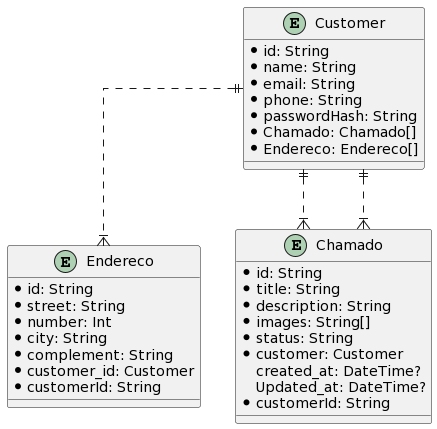 E Customer
id: String
name: String
email: String
phone: String
passwordHash: String
Chamado: Chamado[]
Endereco: Endereco[]
E Endereco
id: String
street: String
number: Int
city: String
complement: String
customer_id: Customer
customerId: String
E Chamado
id: String
title: String
description: String
images: String[]
status: String
customer: Customer
created_at: DateTime?
Updated_at: DateTime?
customerId: String